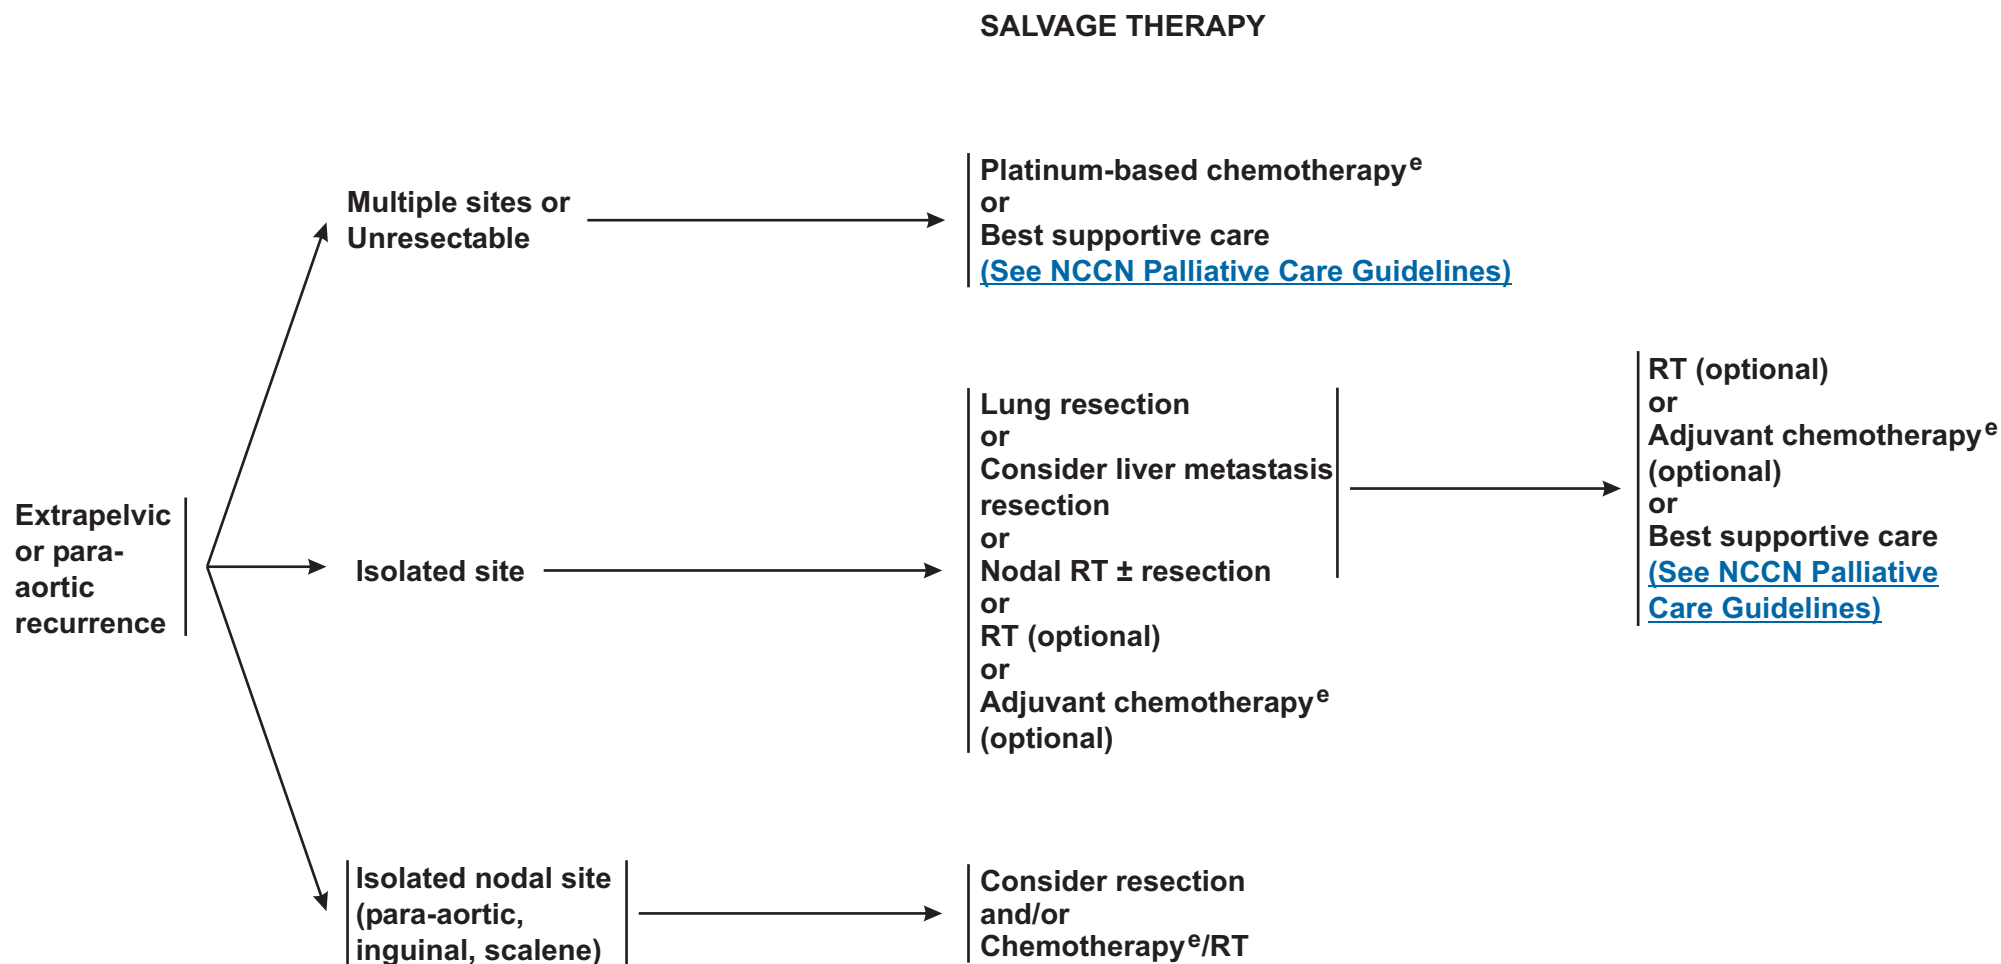 SALVAGE THERAPY
Multiple sites or
Unresectable
Platinum-based chemotherapy e
or
Best supportive care
(See NCCN Palliative Care Guidelines)
Extrapelvic
or para-
aortic
recurrence
Isolated site
Lung resection
or
Consider liver metastasis
resection
or
Nodal RT ± resection
or
RT (optional)
or
Adjuvant chemotherapy e
(optional)
RT (optional)
or
Adjuvant chemotherapy e
(optional)
or
Best supportive care
(See NCCN Palliative
Care Guidelines)
Isolated nodal site
(para-aortic,
inguinal, scalene)
Consider resection
and/or
Chemotherapy e/RT